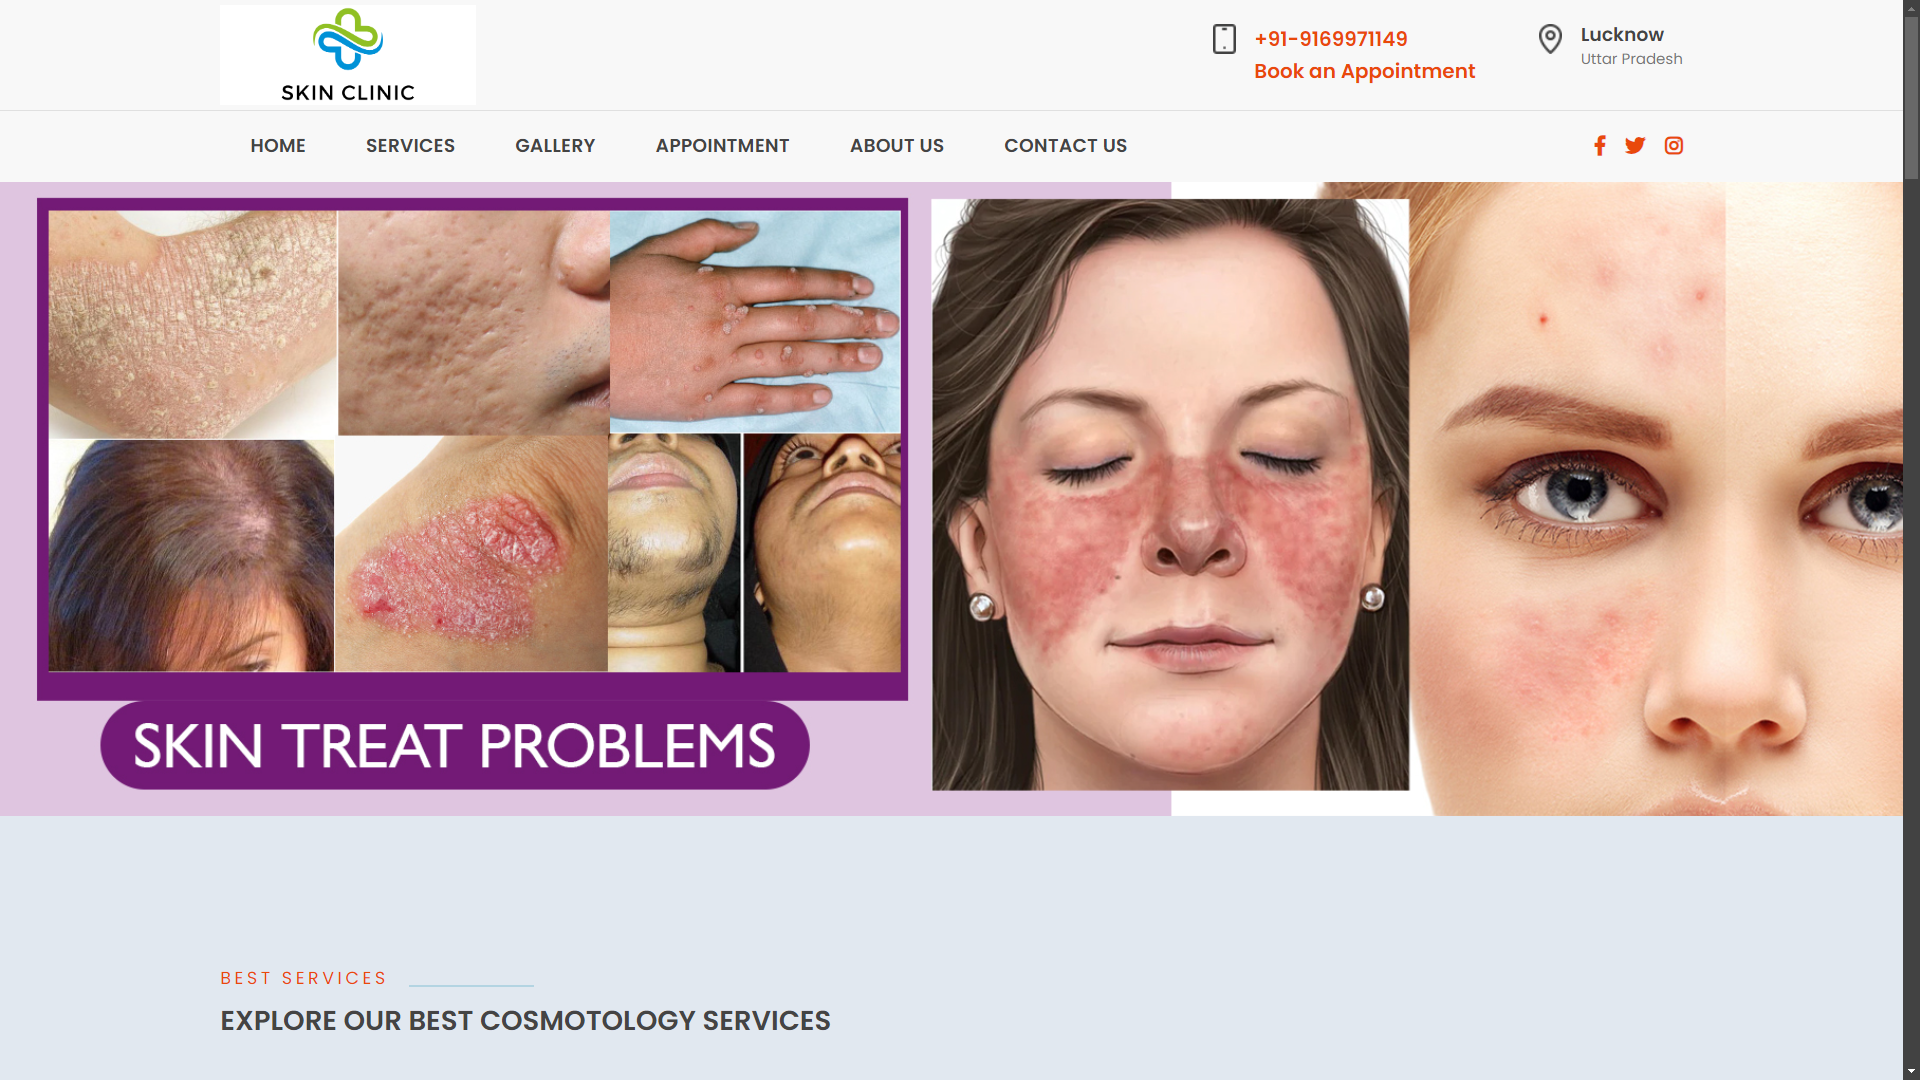 SKIN CLINIC
+91-9169971149
Book an Appointment
Lucknow
Uttar Pradesh
HOME SERVICES GALLERY APPOINTMENT ABOUT US CONTACT US
SKIN TREAT PROBLEMS
BEST SERVICES
EXPLORE OUR BEST COSMOTOLOGY SERVICES